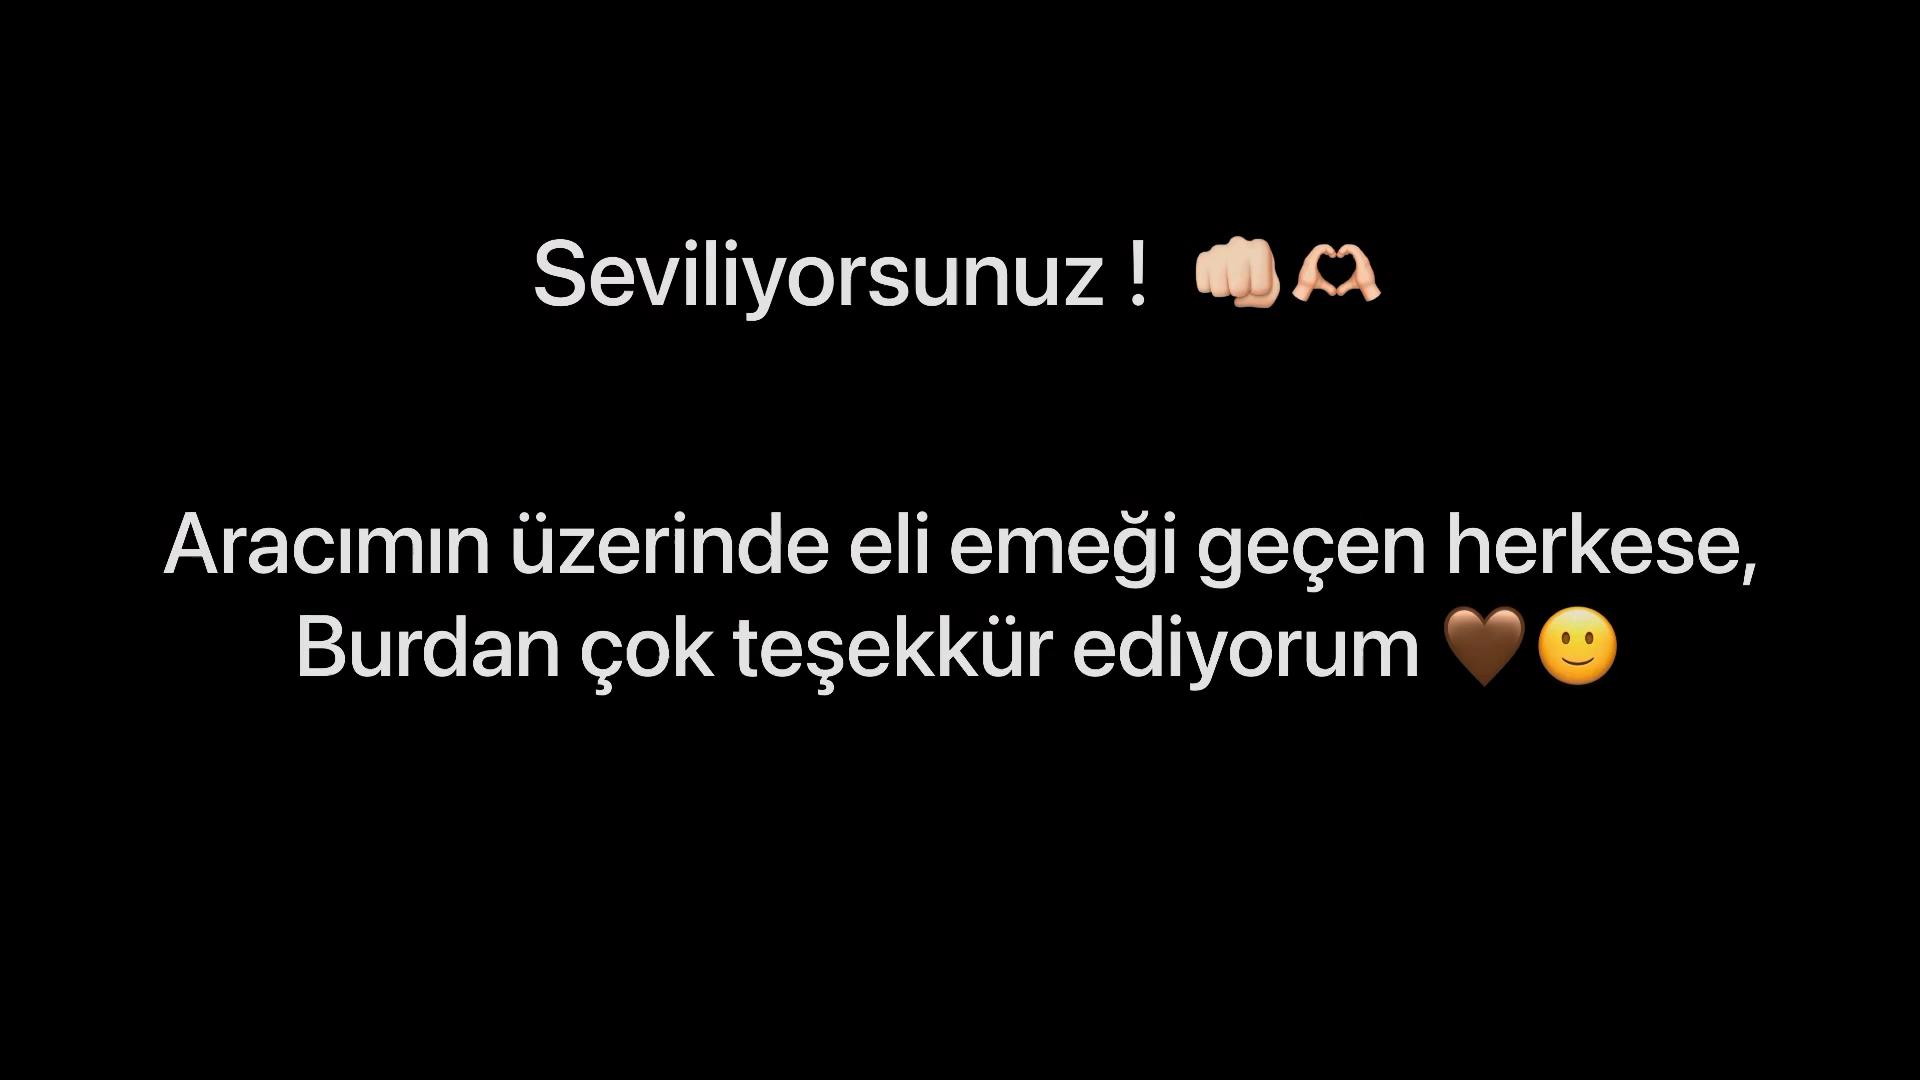 Seviliyorsunuz ! 👊🏻🫶🏻
Aracımın üzerinde eli emeği geçen herkese,
Burdan çok teşekkür ediyorum 🤎🙂